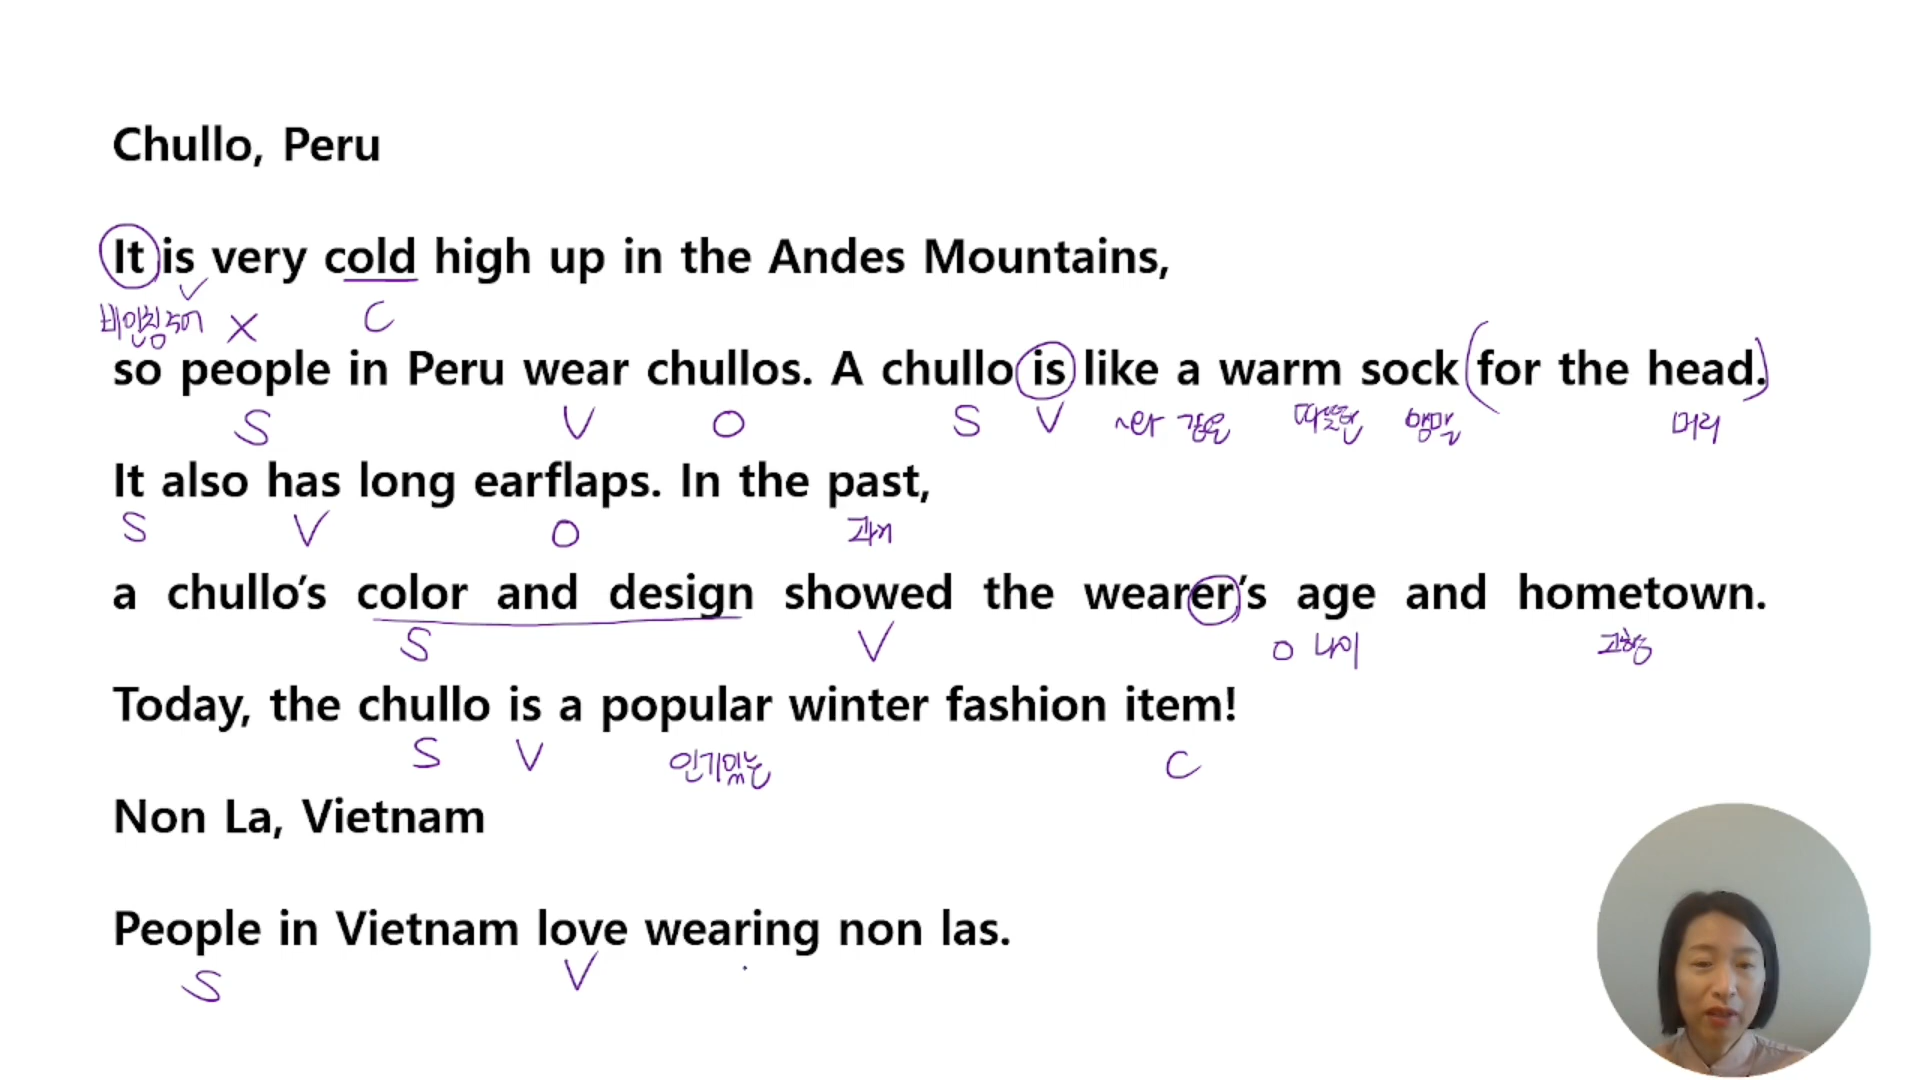 Chullo, Peru
It is very cold high up in the Andes Mountains,
비인칭주어 X V C
so people in Peru wear chullos. A chullo is like a warm sock (for the head.)
S V O S V ~와 같은 따뜻한 양말 머리
It also has long earflaps. In the past,
S V O 과거
a chullo's color and design showed the wearer's age and hometown.
S V O 나이 고향
Today, the chullo is a popular winter fashion item!
S V 인기있는 C
Non La, Vietnam
People in Vietnam love wearing non las.
S V